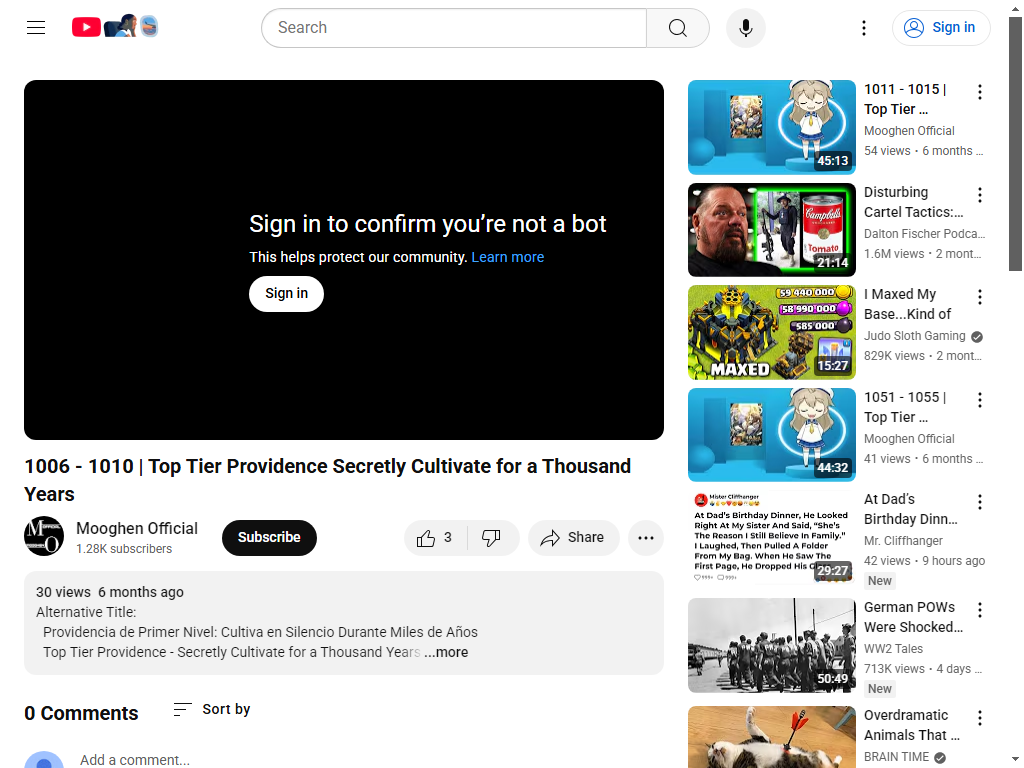 Search
Sign in
Sign in to confirm you’re not a bot
This helps protect our community. Learn more
Sign in
1006 - 1010 | Top Tier Providence Secretly Cultivate for a Thousand
Years
Mooghen Official
1.28K subscribers
Subscribe
3
Share
30 views 6 months ago
Alternative Title:
Providencia de Primer Nivel: Cultiva en Silencio Durante Miles de Años
Top Tier Providence - Secretly Cultivate for a Thousand Years ...more
0 Comments
Sort by
Add a comment...
45:13
1011 - 1015 |
Top Tier ...
Mooghen Official
54 views • 6 months ...
Campbell's
Tomato
21:14
Disturbing
Cartel Tactics:...
Dalton Fischer Podca...
1.6M views • 2 mont...
59 440 000
58 990 000
585 000
MAXED
15:27
I Maxed My
Base...Kind of
Judo Sloth Gaming
829K views • 2 mont...
44:32
1051 - 1055 |
Top Tier ...
Mooghen Official
41 views • 6 months ...
Mister Cliffhanger
At Dad's Birthday Dinner, He Looked
Right At My Sister And Said, “She's
The Reason I Still Believe In Family.”
I Laughed, Then Pulled A Folder
From My Bag. When He Saw The
First Page, He Dropped His
999+ 999+
29:27
At Dad’s
Birthday Dinn...
Mr. Cliffhanger
42 views • 9 hours ago
New
50:49
German POWs
Were Shocked...
WW2 Tales
713K views • 4 days ...
New
Overdramatic
Animals That ...
BRAIN TIME